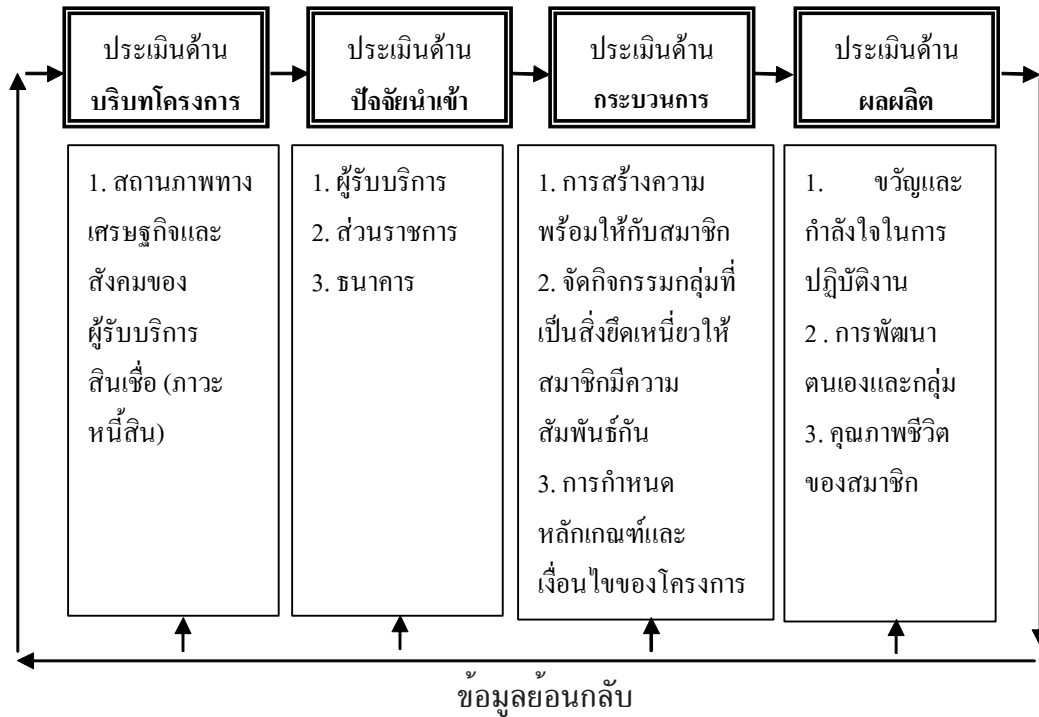 ประเมินด้าน
บริบทโครงการ
ประเมินด้าน
ปัจจัยนำเข้า
ประเมินด้าน
กระบวนการ
ประเมินด้าน
ผลผลิต
1. สถานภาพทาง
เศรษฐกิจและ
สังคมของ
ผู้รับบริการ
สินเชื่อ (ภาวะ
หนี้สิน)
1. ผู้รับบริการ
2. ส่วนราชการ
3. ธนาคาร
1. การสร้างความ
พร้อมให้กับสมาชิก
2. จัดกิจกรรมกลุ่มที่
เป็นสิ่งยึดเหนี่ยวให้
สมาชิกมีความ
สัมพันธ์กัน
3. การกำหนด
หลักเกณฑ์และ
เงื่อนไขของโครงการ
1. ขวัญและ
กำลังใจในการ
ปฏิบัติงาน
2 . การพัฒนา
ตนเองและกลุ่ม
3. คุณภาพชีวิต
ของสมาชิก
ข้อมูลย้อนกลับ